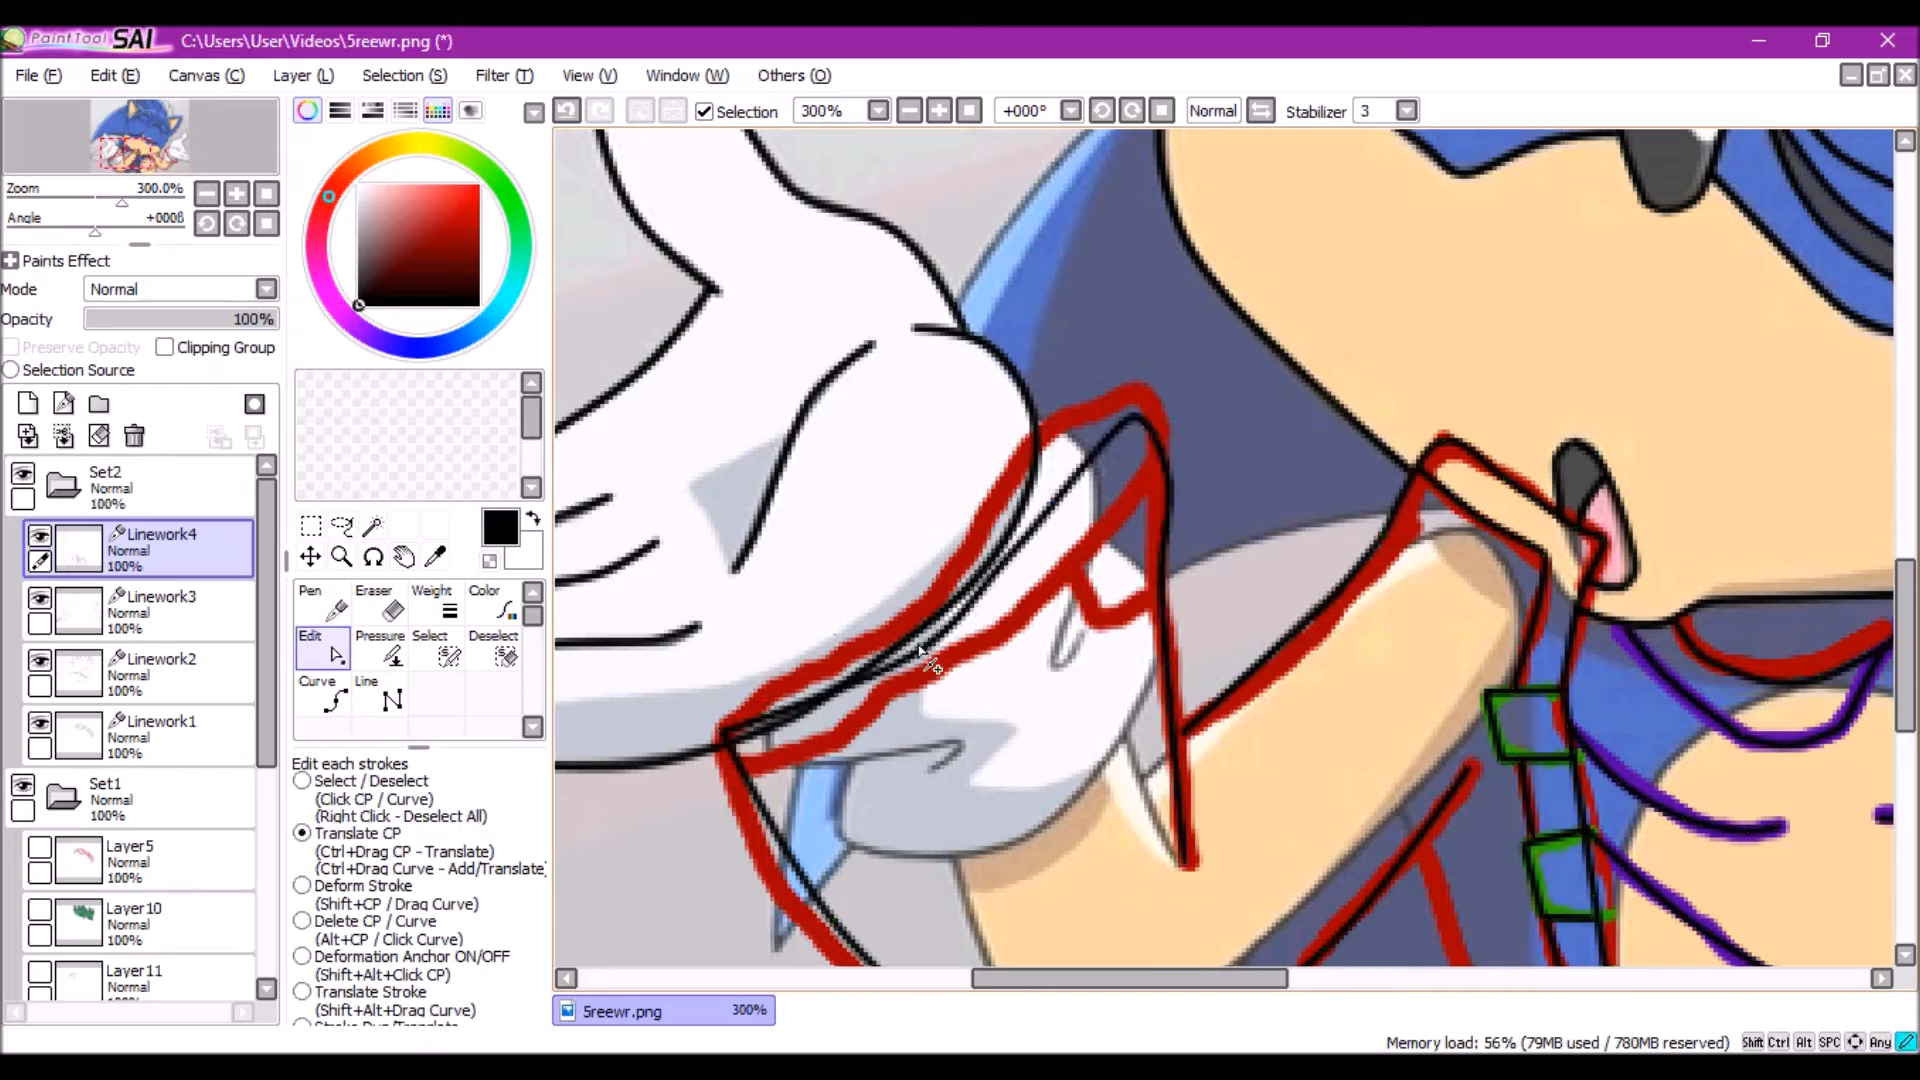 PaintTool SAI C:\Users\User\Videos\5reewr.png (*)
File (F) Edit (E) Canvas (C) Layer (L) Selection (S) Filter (T) View (V) Window (W) Others (O)
Selection 300% +000° Normal Stabilizer 3
Zoom 300.0%
Angle +000ß
Paints Effect
Mode Normal
Opacity 100%
Preserve Opacity Clipping Group
Selection Source
Set2
Normal
100%
Linework4
Normal
100%
Linework3
Normal
100%
Linework2
Normal
100%
Linework1
Normal
100%
Set1
Normal
100%
Layer5
Normal
100%
Layer10
Normal
100%
Layer11
Normal
100%
Pen Eraser Weight Color
Edit Pressure Select Deselect
Curve Line
Edit each strokes
Select / Deselect
(Click CP / Curve)
(Right Click - Deselect All)
Translate CP
(Ctrl+Drag CP - Translate)
(Ctrl+Drag Curve - Add/Translate
Deform Stroke
(Shift+CP / Drag Curve)
Delete CP / Curve
(Alt+CP / Click Curve)
Deformation Anchor ON/OFF
(Shift+Alt+Click CP)
Translate Stroke
(Shift+Alt+Drag Curve)
5reewr.png 300%
Memory load: 56% (79MB used / 780MB reserved) Shift Ctrl Alt SPC Any